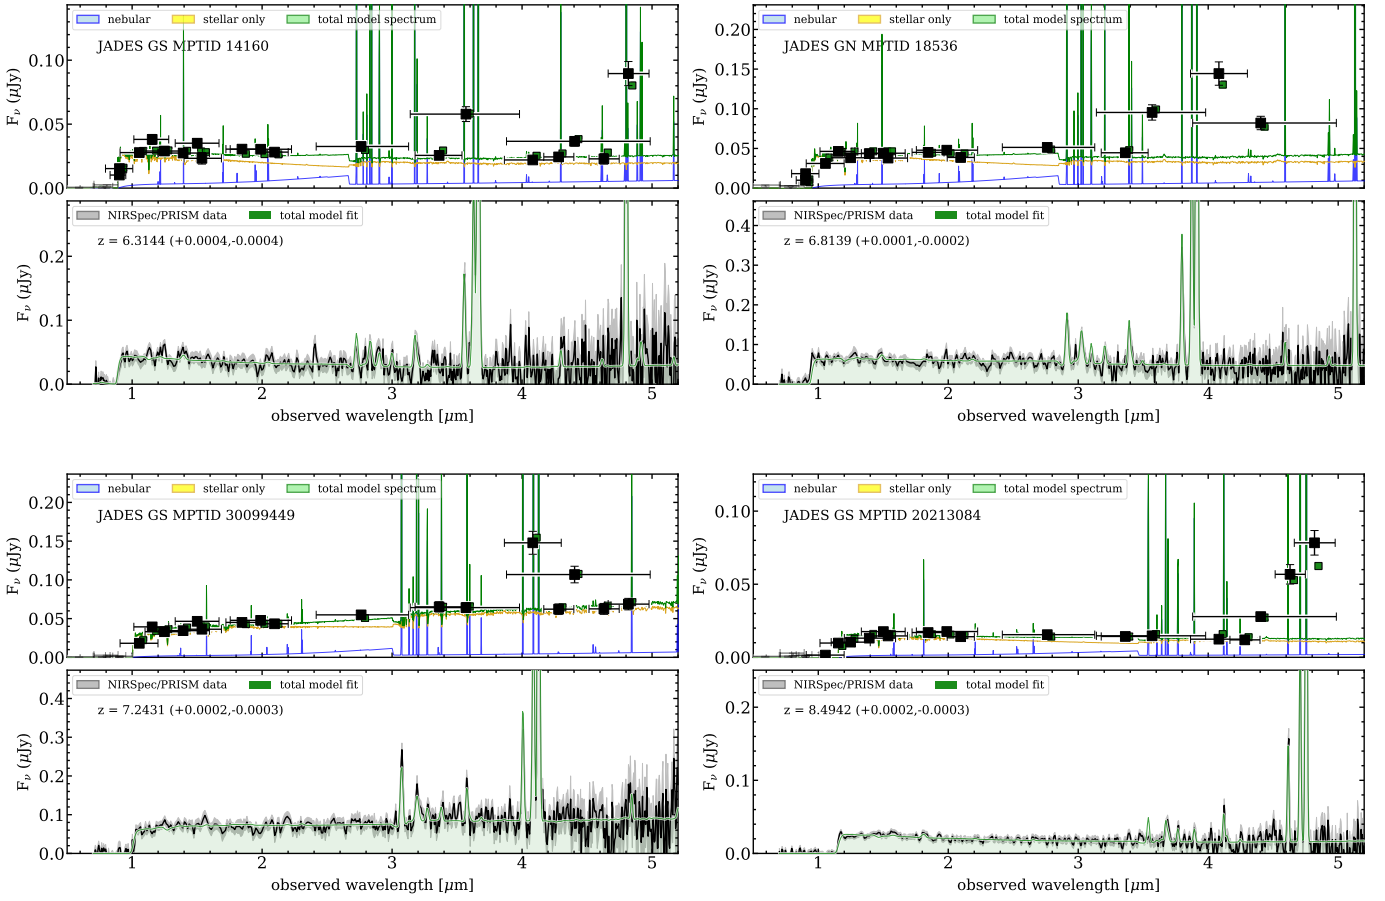 nebular stellar only total model spectrum
JADES GS MPTID 14160
F_ν (μJy)
0.10
0.05
0.00
NIRSpec/PRISM data total model fit
z = 6.3144 (+0.0004,-0.0004)
F_ν (μJy)
0.2
0.1
0.0
1 2 3 4 5
observed wavelength [μm]
nebular stellar only total model spectrum
JADES GN MPTID 18536
F_ν (μJy)
0.20
0.15
0.10
0.05
0.00
NIRSpec/PRISM data total model fit
z = 6.8139 (+0.0001,-0.0002)
F_ν (μJy)
0.4
0.3
0.2
0.1
0.0
1 2 3 4 5
observed wavelength [μm]
nebular stellar only total model spectrum
JADES GS MPTID 30099449
F_ν (μJy)
0.20
0.15
0.10
0.05
0.00
NIRSpec/PRISM data total model fit
z = 7.2431 (+0.0002,-0.0003)
F_ν (μJy)
0.4
0.3
0.2
0.1
0.0
1 2 3 4 5
observed wavelength [μm]
nebular stellar only total model spectrum
JADES GS MPTID 20213084
F_ν (μJy)
0.10
0.05
0.00
NIRSpec/PRISM data total model fit
z = 8.4942 (+0.0002,-0.0003)
F_ν (μJy)
0.2
0.1
0.0
1 2 3 4 5
observed wavelength [μm]